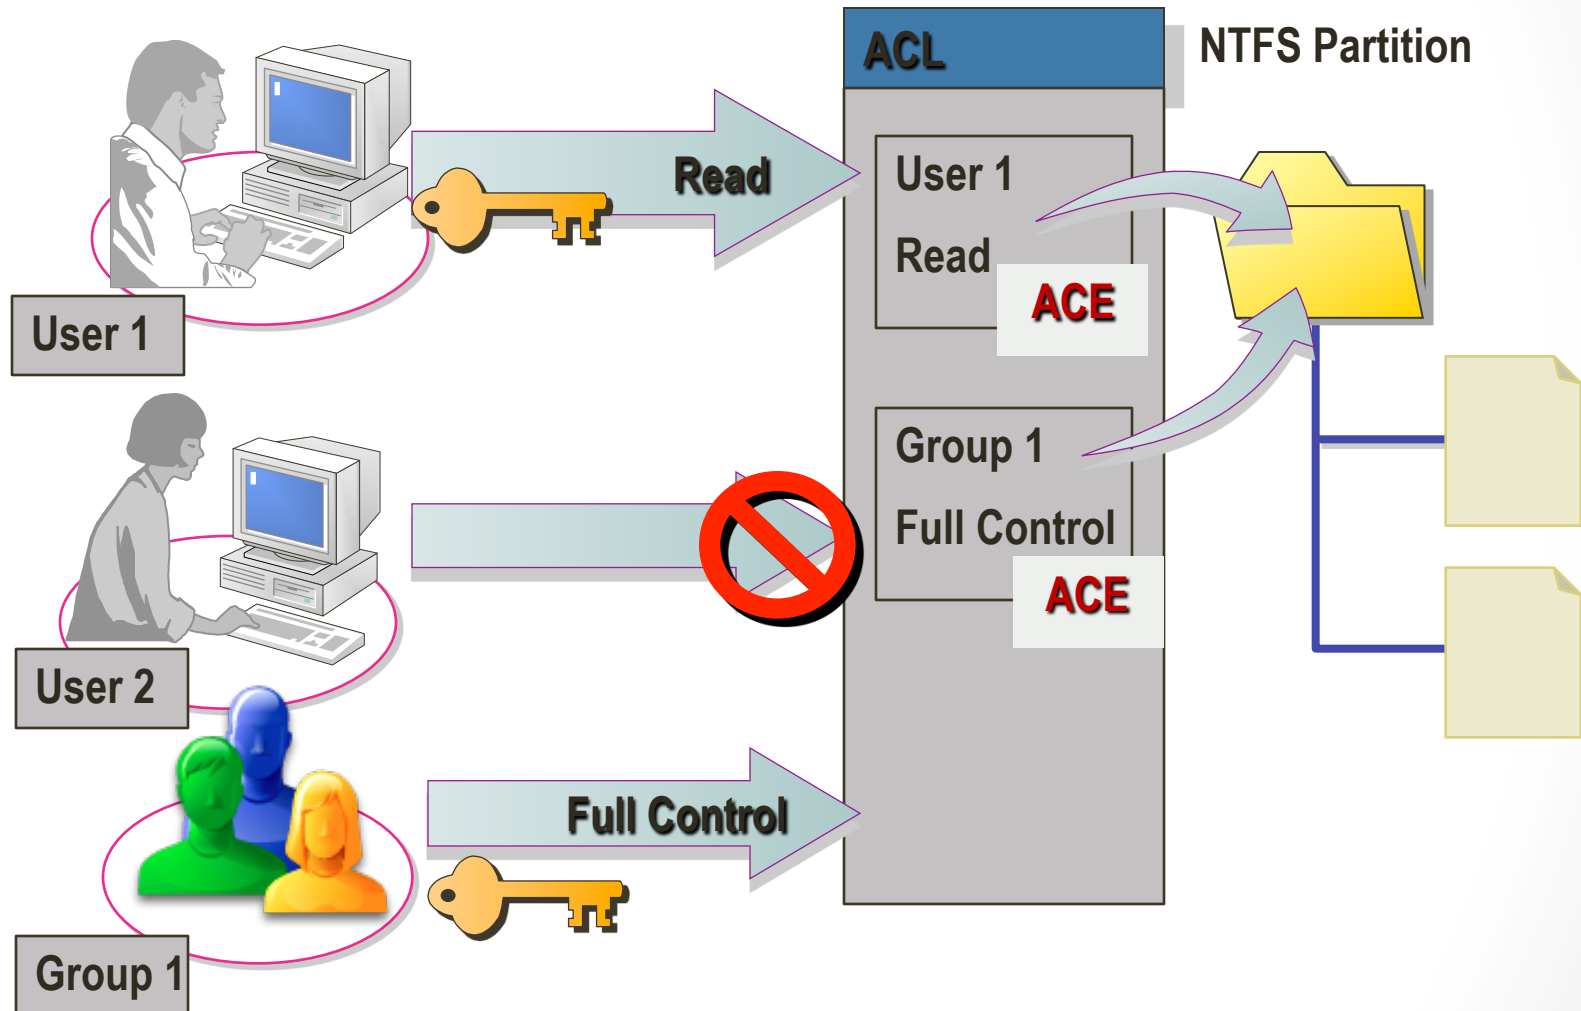 ACL
NTFS Partition
Read
User 1
Read
ACE
User 1
Group 1
Full Control
ACE
User 2
Full Control
Group 1